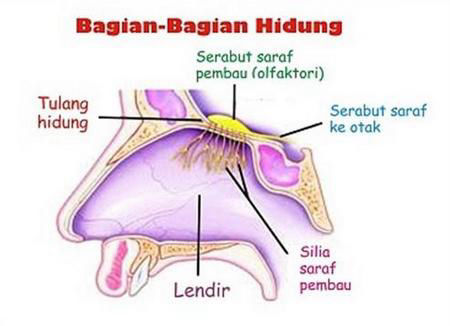 Bagian-Bagian Hidung
Serabut saraf
pembau (olfaktori)
Tulang
hidung
Serabut saraf
ke otak
Silia
saraf
pembau
Lendir